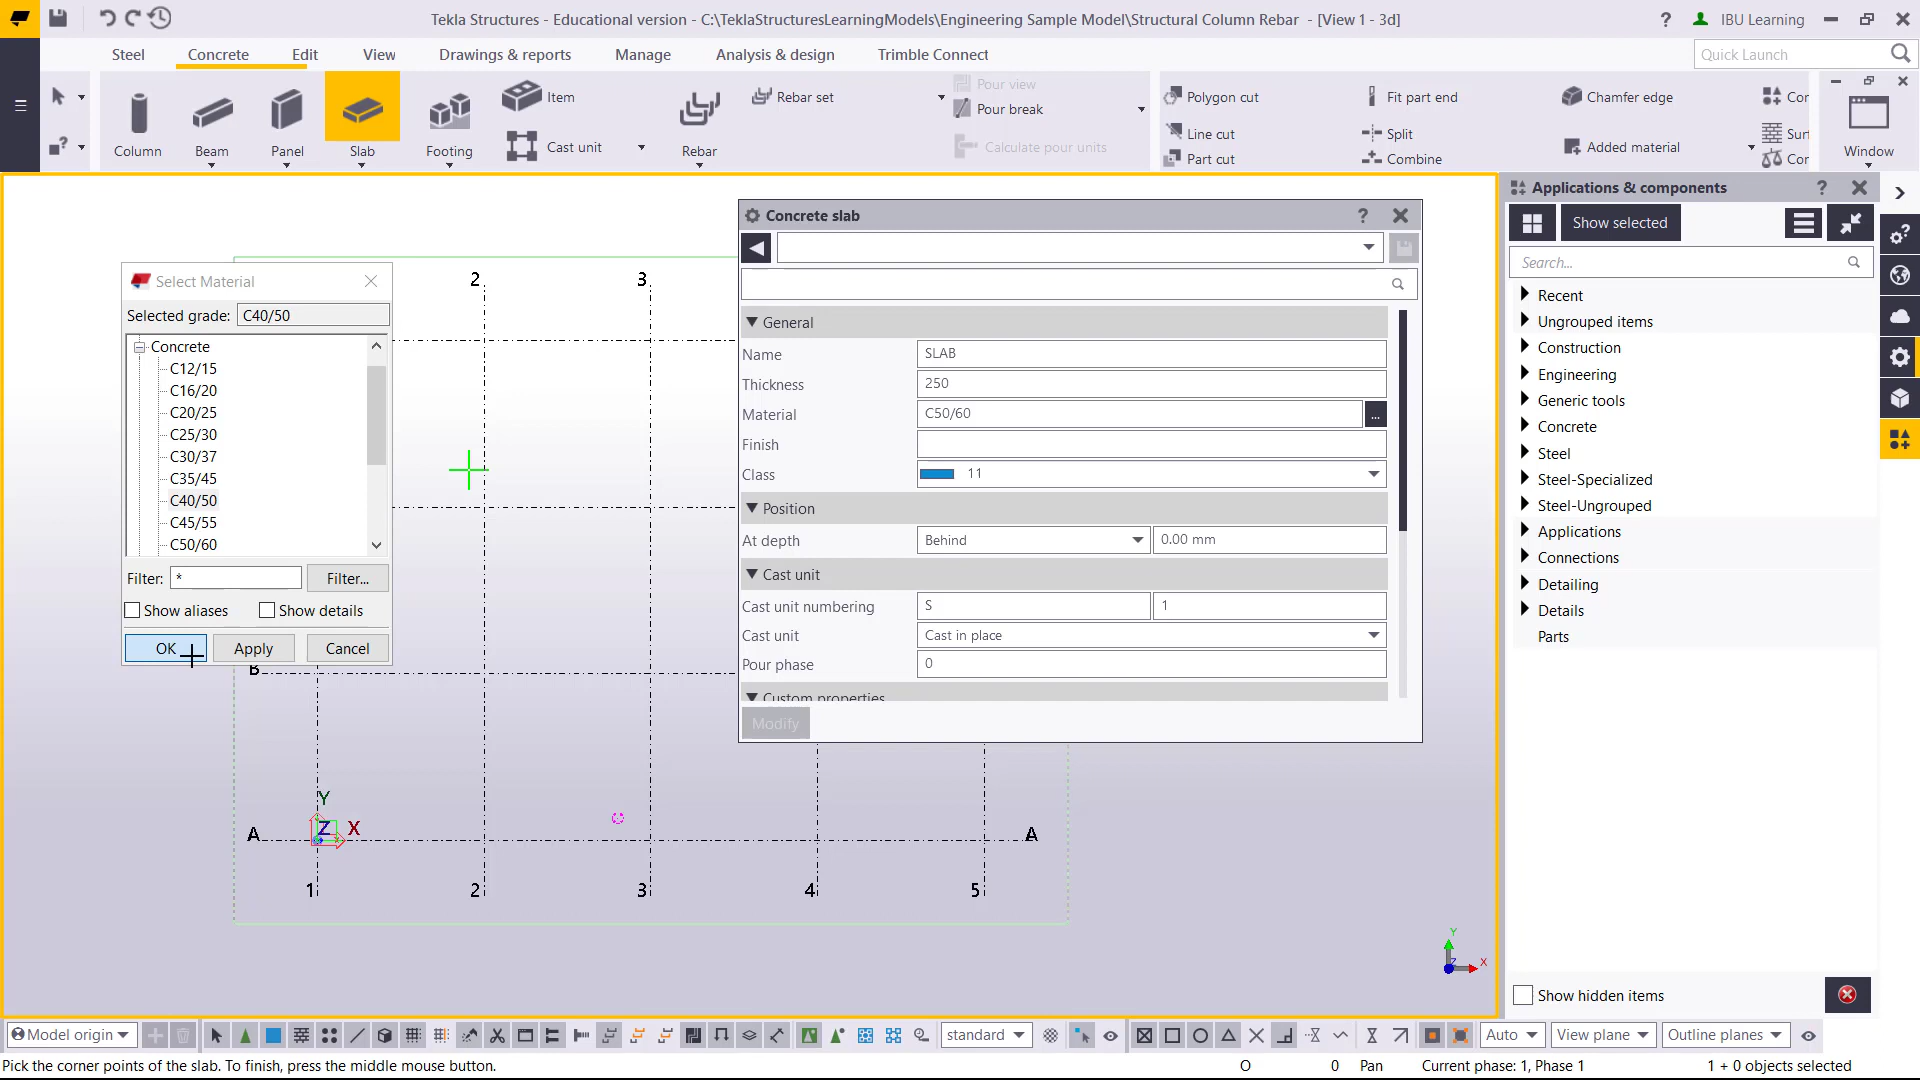 Tekla Structures - Educational version - C:\TeklaStructuresLearningModels\Engineering Sample Model\Structural Column Rebar - [View 1 - 3d]
? IBU Learning
Steel Concrete Edit View Drawings & reports Manage Analysis & design Trimble Connect
Quick Launch
Column
Beam
Panel
Slab
Footing
Item
Cast unit
Rebar
Rebar set
Pour view
Pour break
Calculate pour units
Polygon cut
Line cut
Part cut
Fit part end
Split
Combine
Chamfer edge
Added material
Cor
Surf
Cor
Window
Select Material
Selected grade: C40/50
Concrete
C12/15
C16/20
C20/25
C25/30
C30/37
C35/45
C40/50
C45/55
C50/60
Filter: * Filter...
Show aliases Show details
OK Apply Cancel
2 3
B
Y
Z X
A A
1 2 3 4 5
Concrete slab ?
General
Name SLAB
Thickness 250
Material C50/60 ...
Finish
Class 11
Position
At depth Behind 0.00 mm
Cast unit
Cast unit numbering S 1
Cast unit Cast in place
Pour phase 0
Custom properties
Modify
Y
Z X
Applications & components ?
Show selected
Search...
Recent
Ungrouped items
Construction
Engineering
Generic tools
Concrete
Steel
Steel-Specialized
Steel-Ungrouped
Applications
Connections
Detailing
Details
Parts
Show hidden items
Model origin standard Auto View plane Outline planes
Pick the corner points of the slab. To finish, press the middle mouse button. O 0 Pan Current phase: 1, Phase 1 1 + 0 objects selected